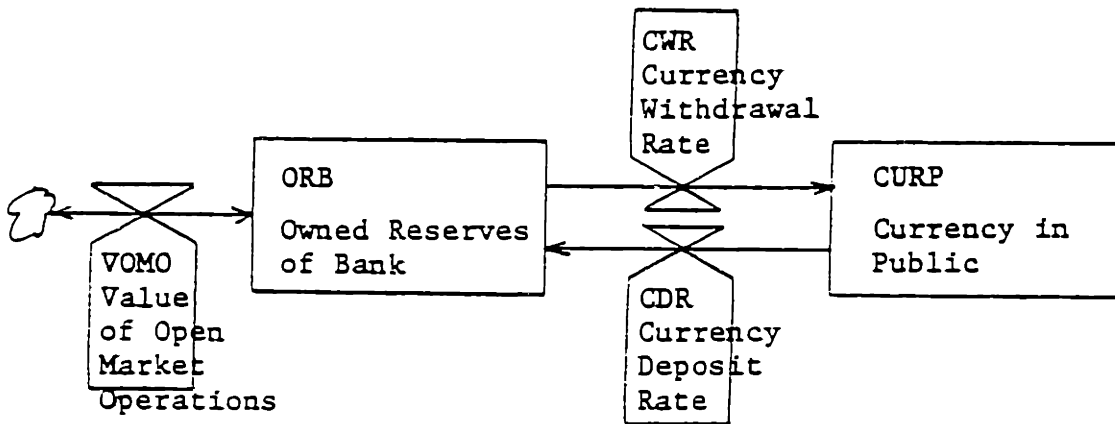 CWR
Currency
Withdrawal
Rate
ORB
Owned Reserves
of Bank
CURP
Currency in
Public
VOMO
Value
of Open
Market
Operations
CDR
Currency
Deposit
Rate